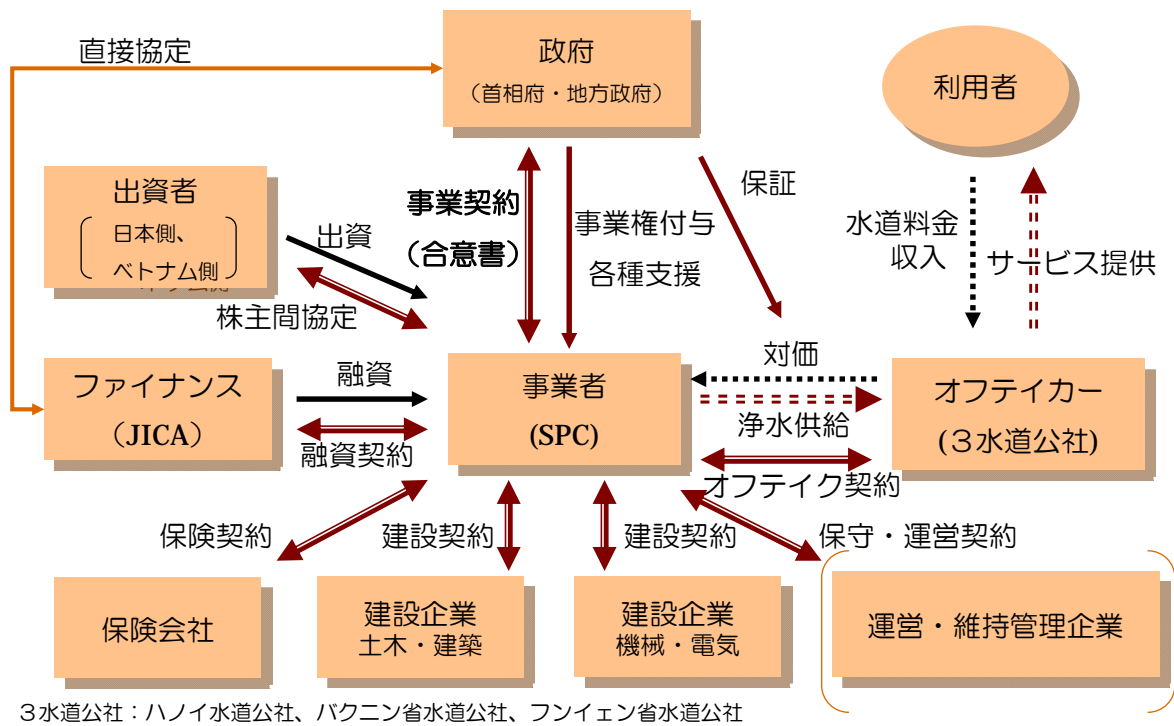 直接協定
政府
（首相府・地方政府）
利用者
出資者
日本側、
ベトナム側
出資
株主間協定
事業契約
（合意書）
事業権付与
各種支援
保証
水道料金
収入
サービス提供
ファイナンス
（JICA）
融資
融資契約
事業者
(SPC)
対価
浄水供給
オフテイク契約
オフテイカー
(３水道公社)
保険契約
建設契約
建設契約
保守・運営契約
保険会社
建設企業
土木・建築
建設企業
機械・電気
運営・維持管理企業
３水道公社：ハノイ水道公社、バクニン省水道公社、フンイェン省水道公社